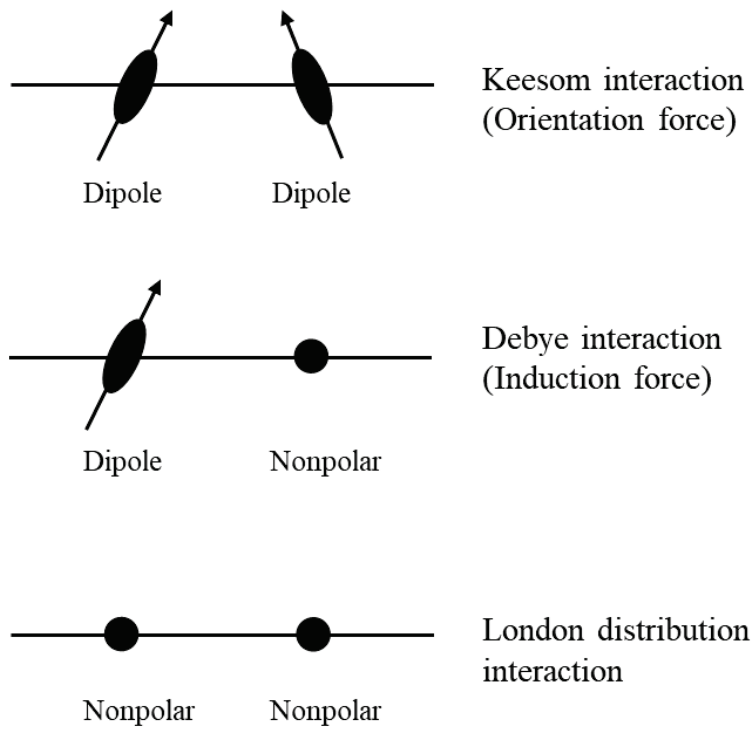 Keesom interaction
(Orientation force)
Dipole Dipole
Debye interaction
(Induction force)
Dipole Nonpolar
London distribution
interaction
Nonpolar Nonpolar